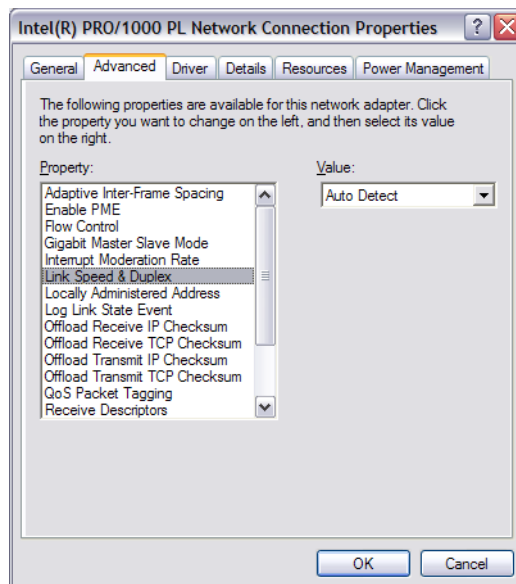 Intel(R) PRO/1000 PL Network Connection Properties
General Advanced Driver Details Resources Power Management
The following properties are available for this network adapter. Click
the property you want to change on the left, and then select its value
on the right.
Property:
Value:
Adaptive Inter-Frame Spacing
Enable PME
Flow Control
Gigabit Master Slave Mode
Interrupt Moderation Rate
Link Speed & Duplex
Locally Administered Address
Log Link State Event
Offload Receive IP Checksum
Offload Receive TCP Checksum
Offload Transmit IP Checksum
Offload Transmit TCP Checksum
QoS Packet Tagging
Receive Descriptors
Auto Detect
OK Cancel